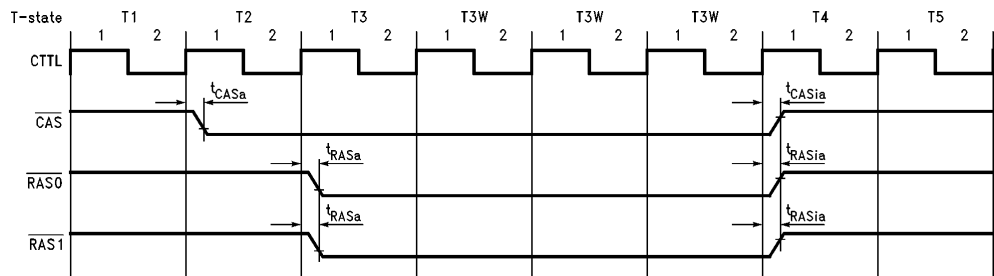 T-state T1 T2 T3 T3W T3W T3W T4 T5
1 2 1 2 1 2 1 2 1 2 1 2 1 2 1 2
CTTL
tCASa tCASia
CAS
tRASa tRASia
RAS0
tRASa tRASia
RAS1